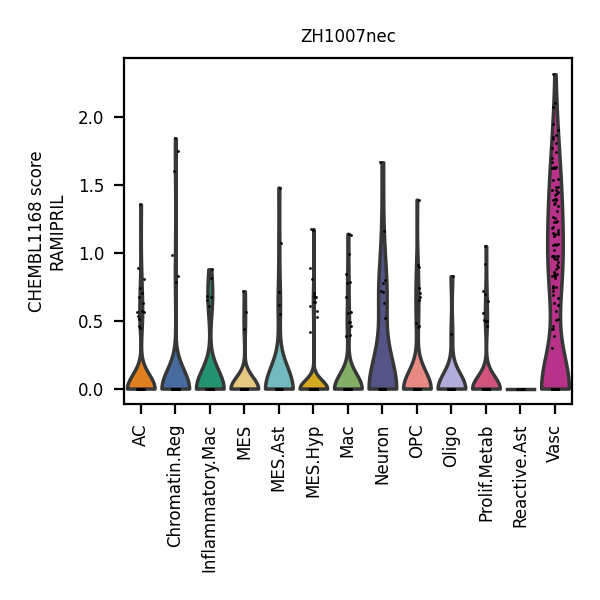 ZH1007nec
CHEMBL1168 score
RAMIPRIL
2.0
1.5
1.0
0.5
0.0
AC
Chromatin.Reg
Inflammatory.Mac
MES
MES.Ast
MES.Hyp
Mac
Neuron
OPC
Oligo
Prolif.Metab
Reactive.Ast
Vasc